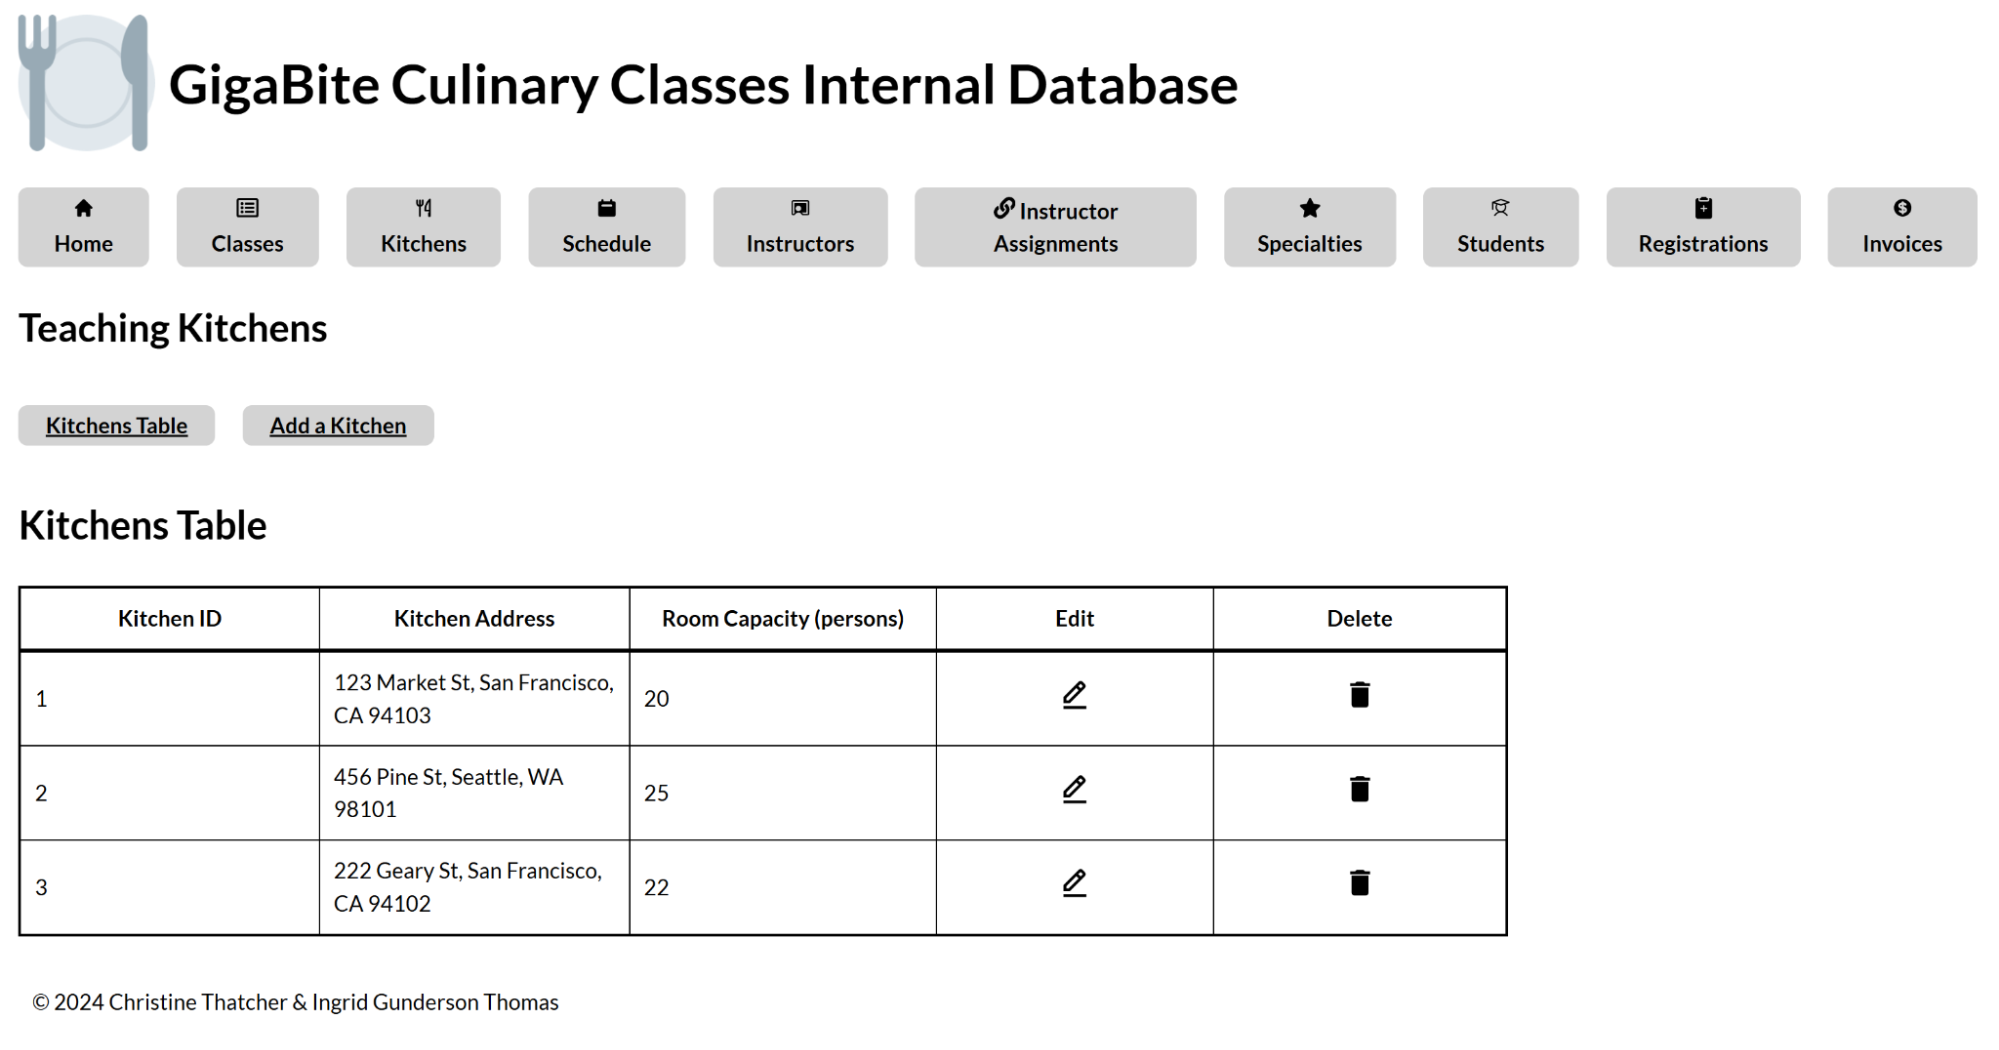 GigaBite Culinary Classes Internal Database
Home
Classes
Kitchens
Schedule
Instructors
Instructor
Assignments
Specialties
Students
Registrations
Invoices
Teaching Kitchens
Kitchens Table
Add a Kitchen
Kitchens Table
Kitchen ID
Kitchen Address
Room Capacity (persons)
Edit
Delete
1
123 Market St, San Francisco,
CA 94103
20
2
456 Pine St, Seattle, WA
98101
25
3
222 Geary St, San Francisco,
CA 94102
22
© 2024 Christine Thatcher & Ingrid Gunderson Thomas